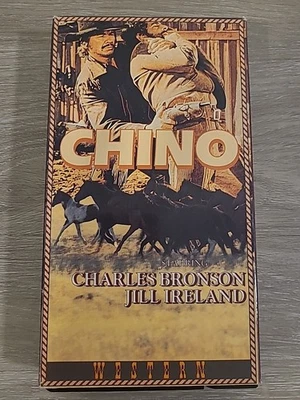 CHINO
STARRING
CHARLES BRONSON
JILL IRELAND
WESTERN